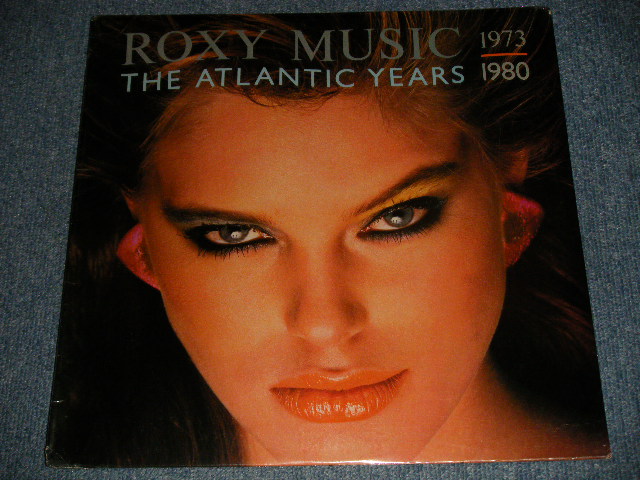 ROXY MUSIC 1973
THE ATLANTIC YEARS 1980